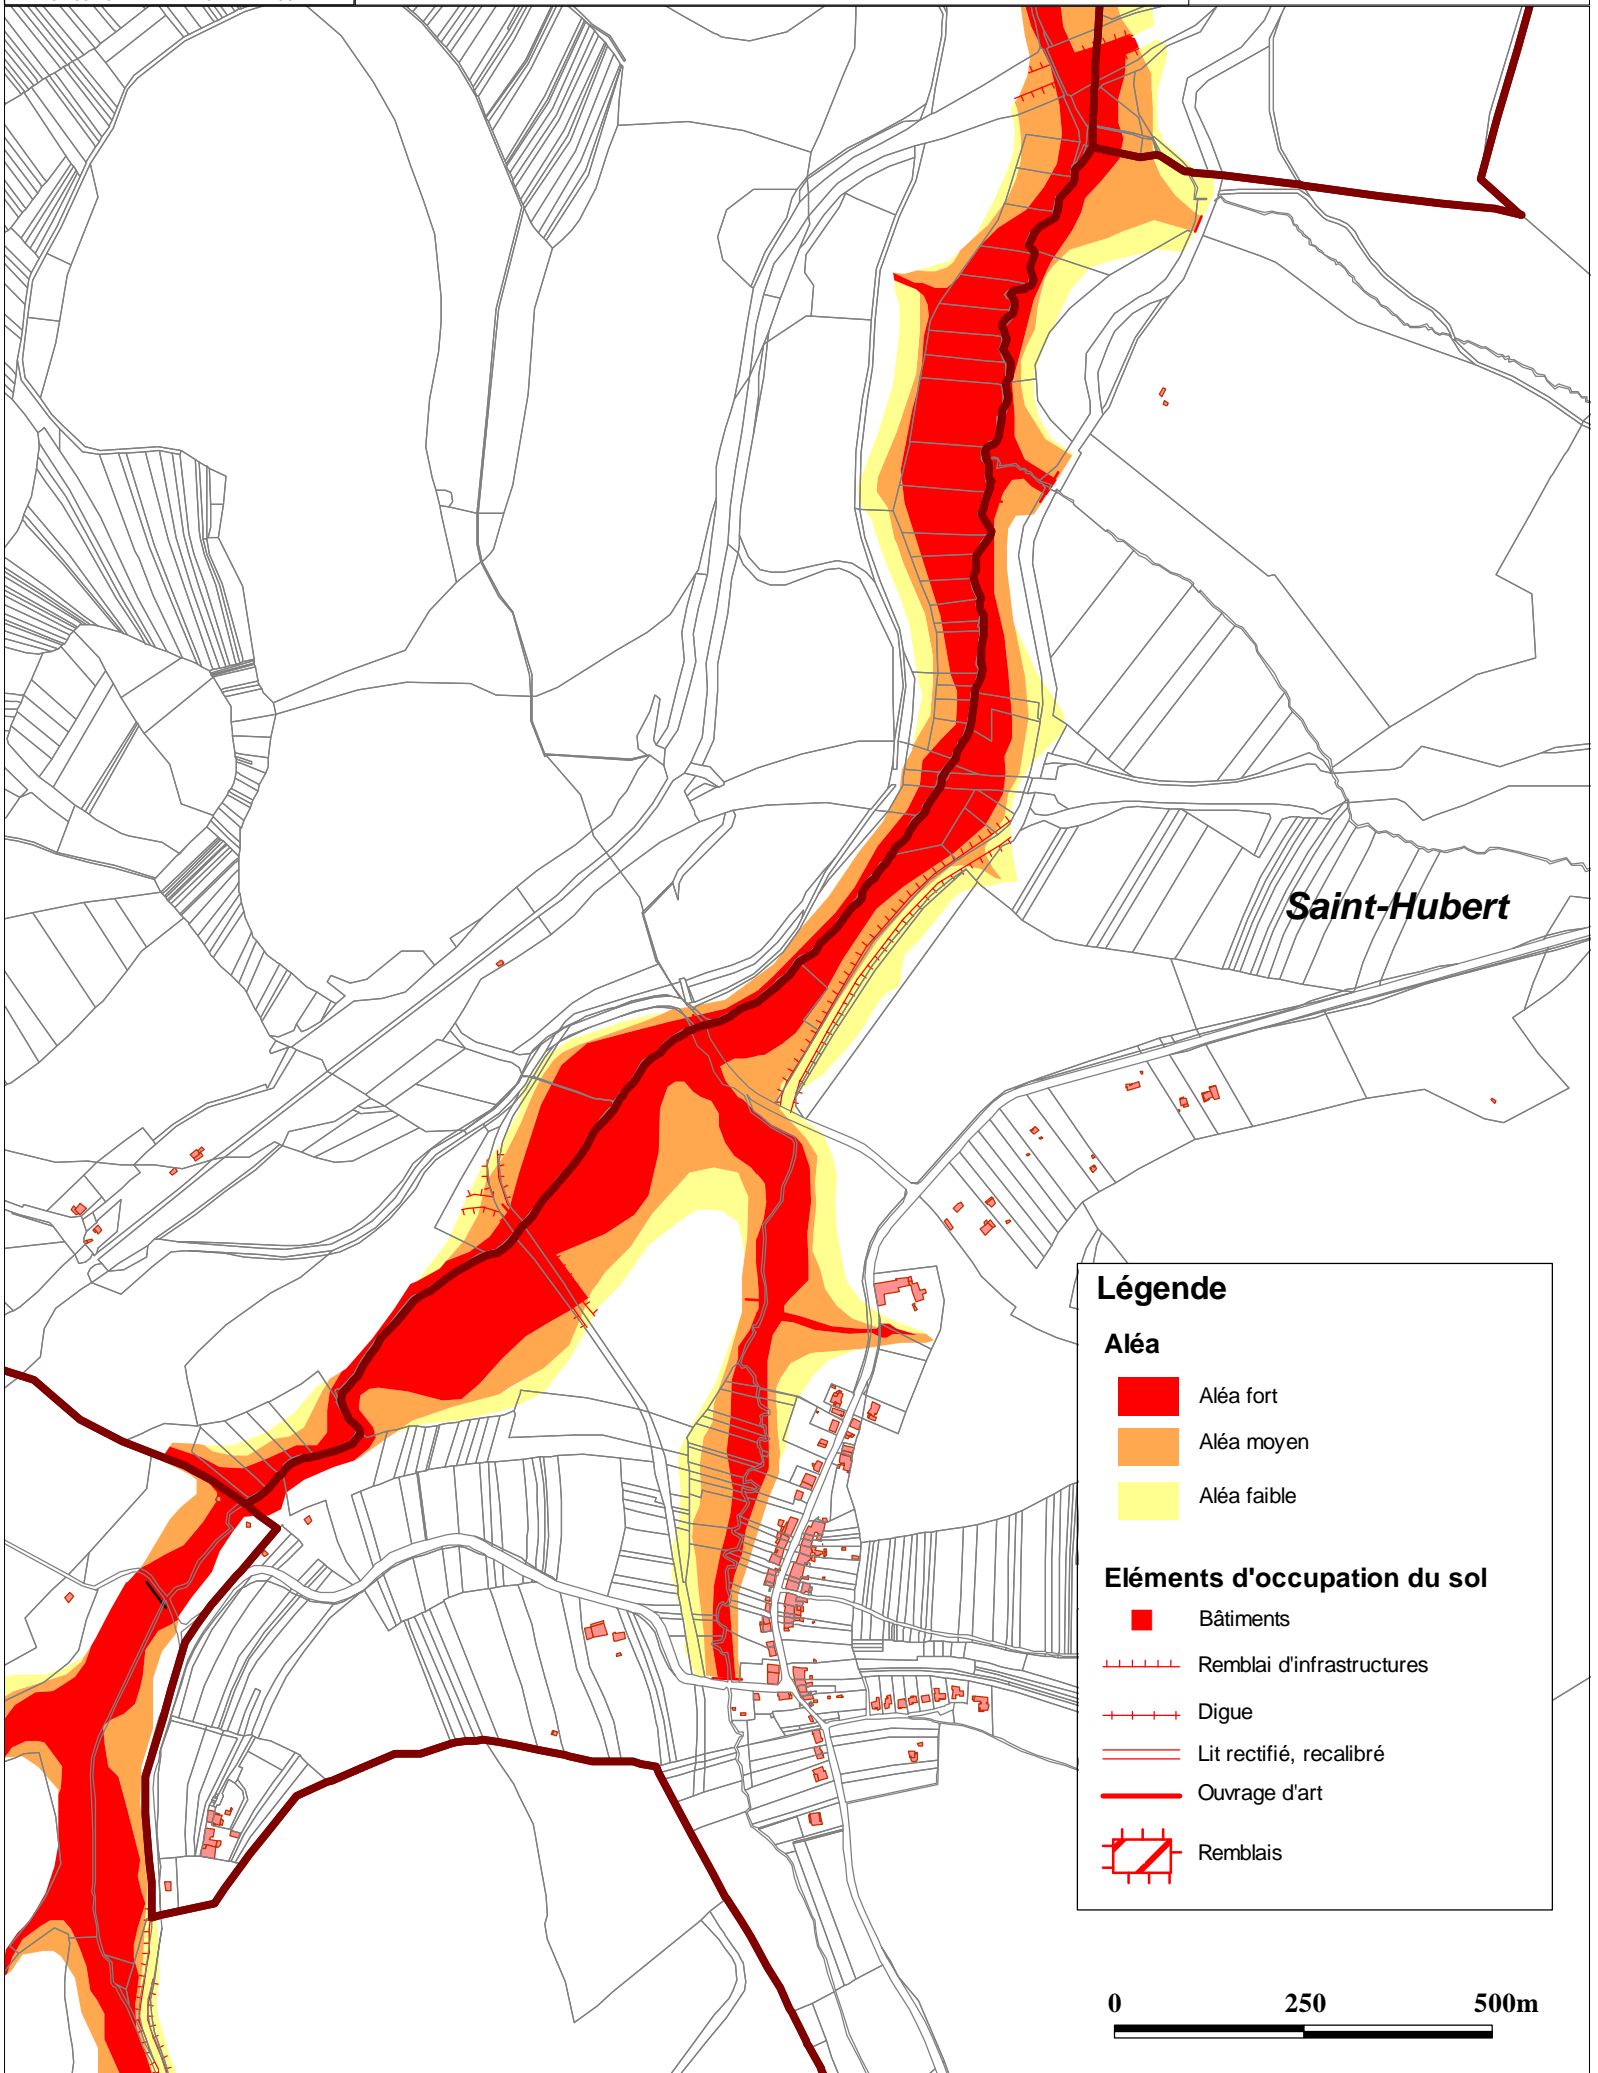 Saint-Hubert
Légende
Aléa
Aléa fort
Aléa moyen
Aléa faible
Eléments d'occupation du sol
Bâtiments
Remblai d'infrastructures
Digue
Lit rectifié, recalibré
Ouvrage d'art
Remblais
0 250 500m